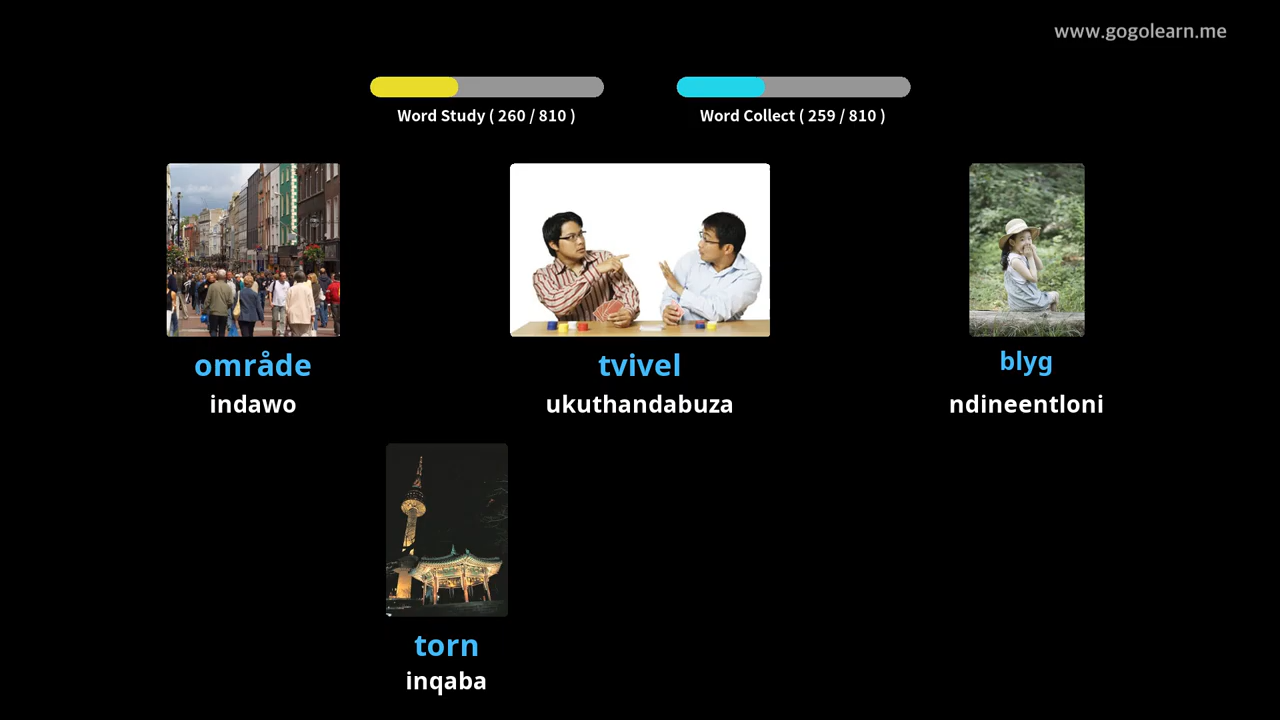 www.gogolearn.me
Word Study ( 260 / 810 )
Word Collect ( 259 / 810 )
område
indawo
tvivel
ukuthandabuza
blyg
ndineentloni
torn
inqaba